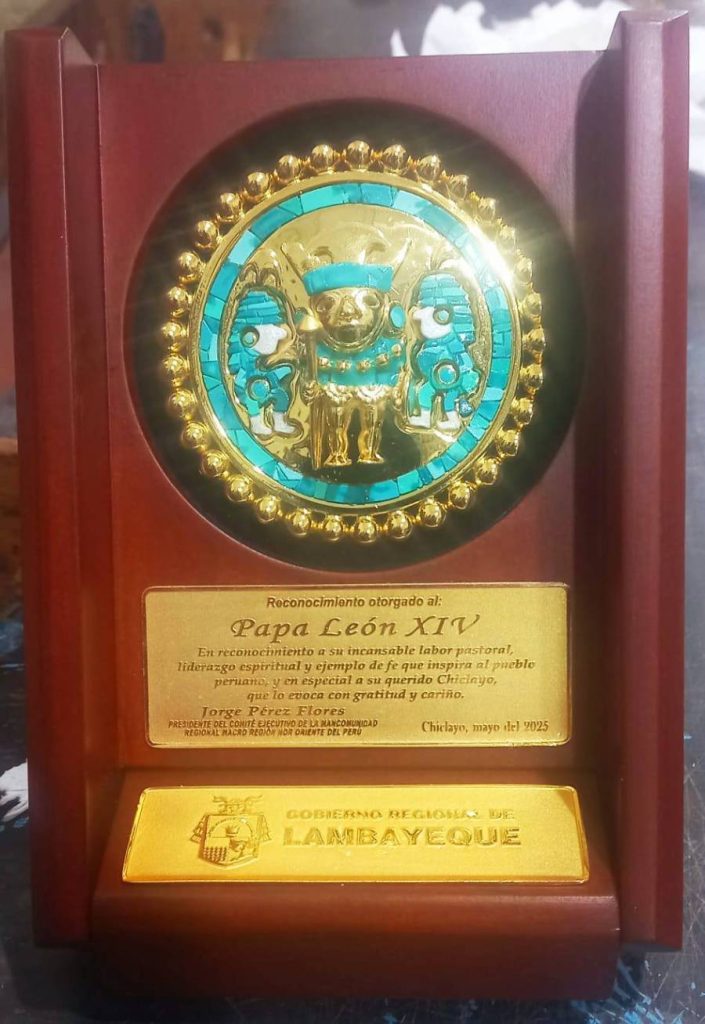 Reconocimiento otorgado al:
Papa León XIV
En reconocimiento a su incansable labor pastoral,
liderazgo espiritual y ejemplo de fe que inspira al pueblo
peruano, y en especial a su querido Chiclayo,
que lo evoca con gratitud y cariño.
Jorge Pérez Flores
PRESIDENTE DEL COMITÉ EJECUTIVO DE LA MANCOMUNIDAD
REGIONAL MACRO REGIÓN NOR ORIENTE DEL PERÚ
Chiclayo, mayo del 2025
GOBIERNO REGIONAL DE
LAMBAYEQUE